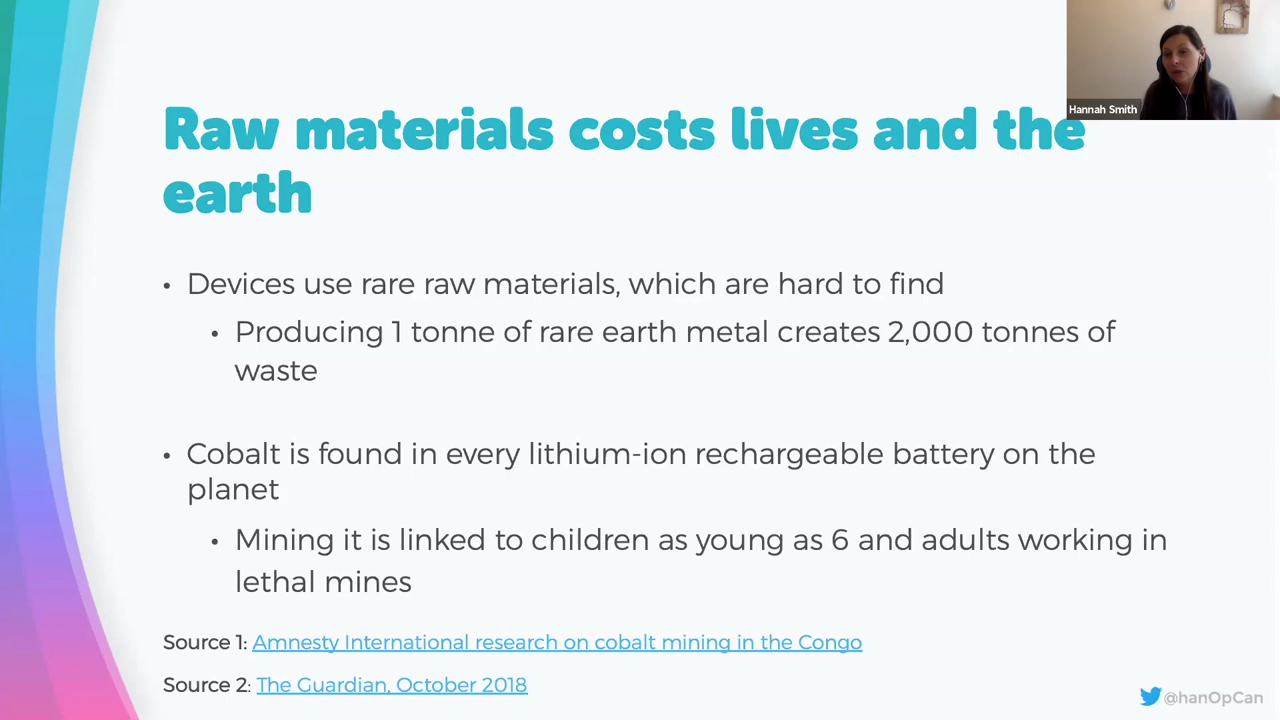 Hannah Smith
Raw materials costs lives and the
earth
• Devices use rare raw materials, which are hard to find
• Producing 1 tonne of rare earth metal creates 2,000 tonnes of
waste
• Cobalt is found in every lithium-ion rechargeable battery on the
planet
• Mining it is linked to children as young as 6 and adults working in
lethal mines
Source 1: Amnesty International research on cobalt mining in the Congo
Source 2: The Guardian, October 2018
@hanOpCan